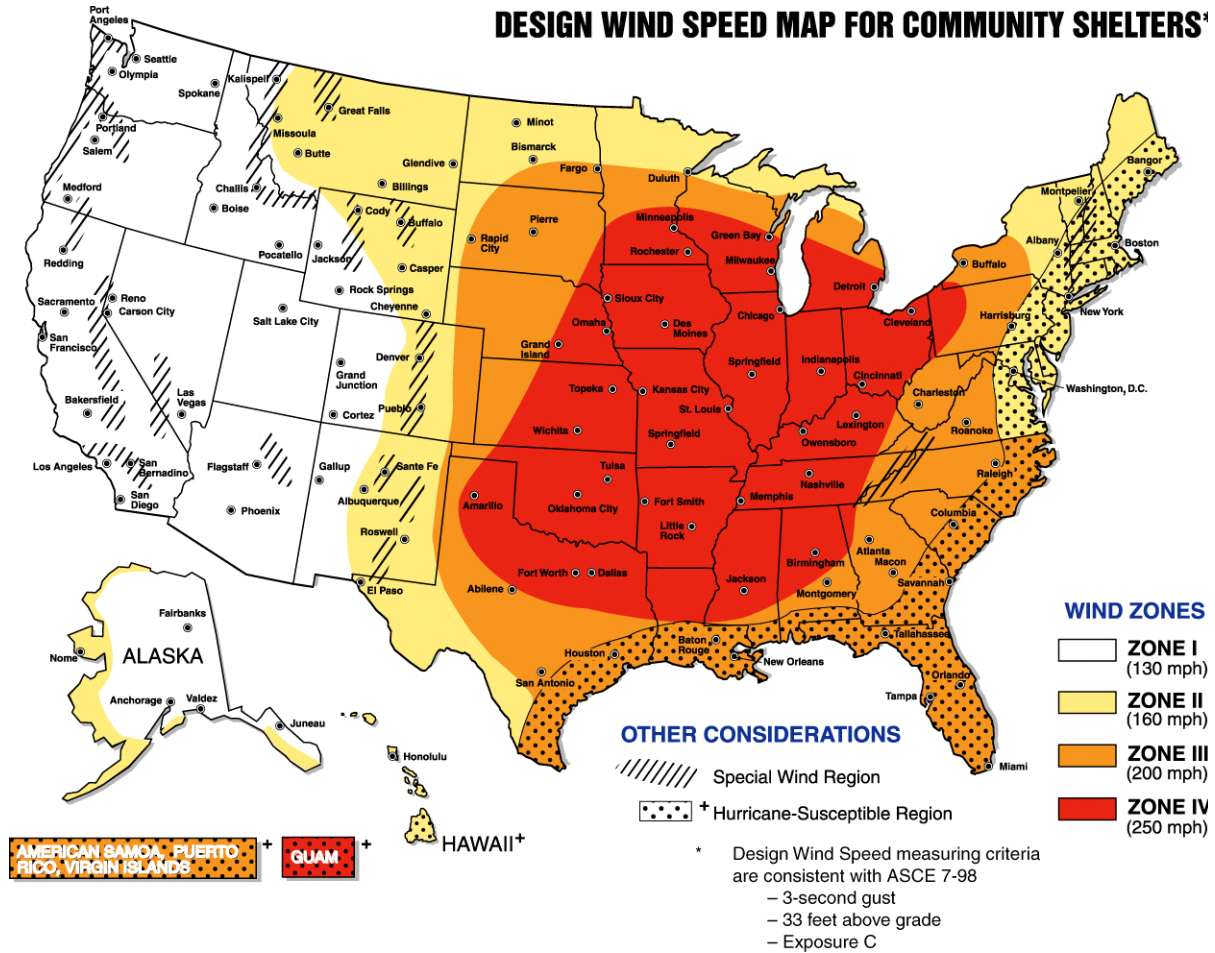 DESIGN WIND SPEED MAP FOR COMMUNITY SHELTERS*
Port
Angeles
Seattle
Olympia
Spokane
Kalispell
Great Falls
Missoula
Butte
Glendive
Billings
Portland
Salem
Medford
Challis
Boise
Pocatello
Jackson
Cody
Buffalo
Casper
Rock Springs
Cheyenne
Minot
Bismarck
Fargo
Duluth
Pierre
Rapid
City
Minneapolis
Rochester
Green Bay
Milwaukee
Detroit
Chicago
Cleveland
Bangor
Montpelier
Albany
Boston
Buffalo
New York
Harrisburg
Washington, D.C.
Redding
Sacramento
San
Francisco
Reno
Carson City
Salt Lake City
Las
Vegas
Bakersfield
Los Angeles
San
Bernadino
San
Diego
Flagstaff
Phoenix
Grand
Junction
Cortez
Denver
Pueblo
Gallup
Sante Fe
Albuquerque
Roswell
El Paso
Sioux City
Omaha
Grand
Island
Des
Moines
Topeka
Kansas City
Wichita
Springfield
St. Louis
Springfield
Indianapolis
Cincinnati
Lexington
Owensboro
Charleston
Roanoke
Raleigh
Columbia
Tulsa
Oklahoma City
Amarillo
Fort Smith
Little
Rock
Memphis
Nashville
Birmingham
Montgomery
Atlanta
Macon
Savannah
Fort Worth
Dallas
Abilene
Jackson
Houston
San Antonio
Baton
Rouge
New Orleans
Tallahassee
Orlando
Tampa
Miami
Fairbanks
ALASKA
Nome
Anchorage
Valdez
Juneau
Honolulu
HAWAII+
AMERICAN SAMOA, PUERTO
RICO, VIRGIN ISLANDS
+
GUAM
+
OTHER CONSIDERATIONS
Special Wind Region
+ Hurricane-Susceptible Region
* Design Wind Speed measuring criteria
are consistent with ASCE 7-98
– 3-second gust
– 33 feet above grade
– Exposure C
WIND ZONES
ZONE I
(130 mph)
ZONE II
(160 mph)
ZONE III
(200 mph)
ZONE IV
(250 mph)